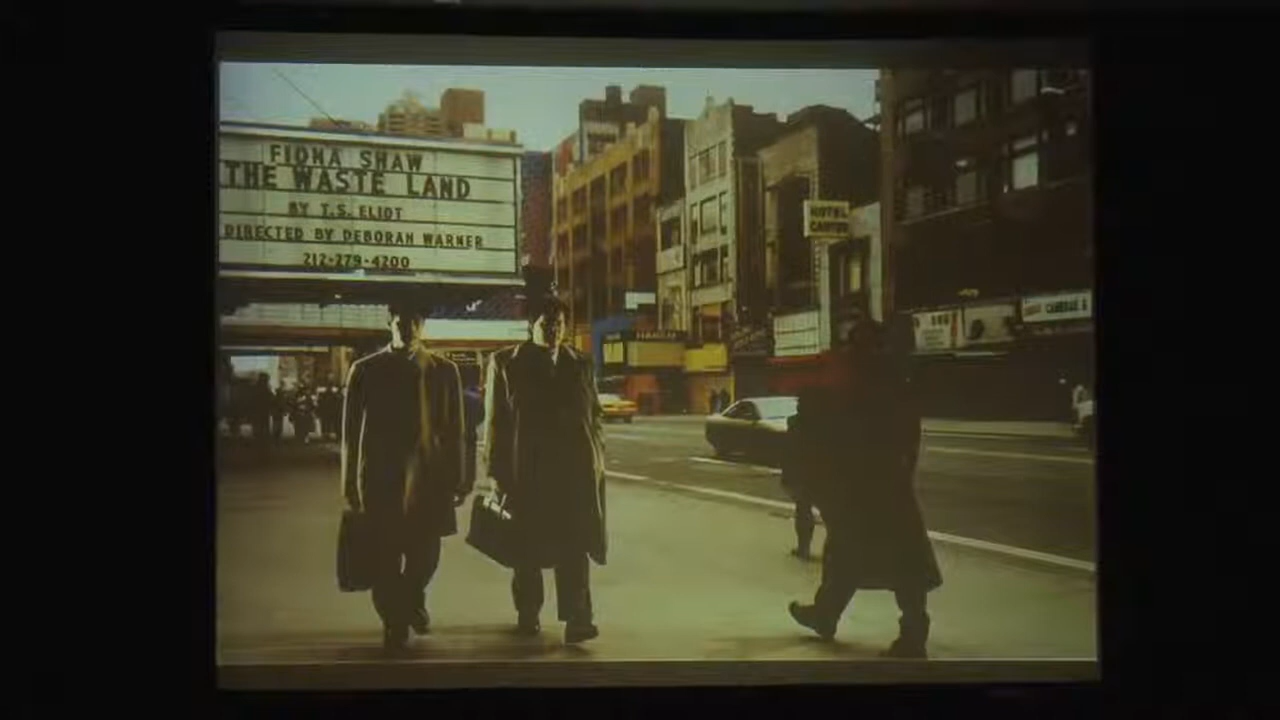 FIONA SHAW
THE WASTE LAND
BY T.S. ELIOT
DIRECTED BY DEBORAH WARNER
212-279-4200
HOTEL
CARTER